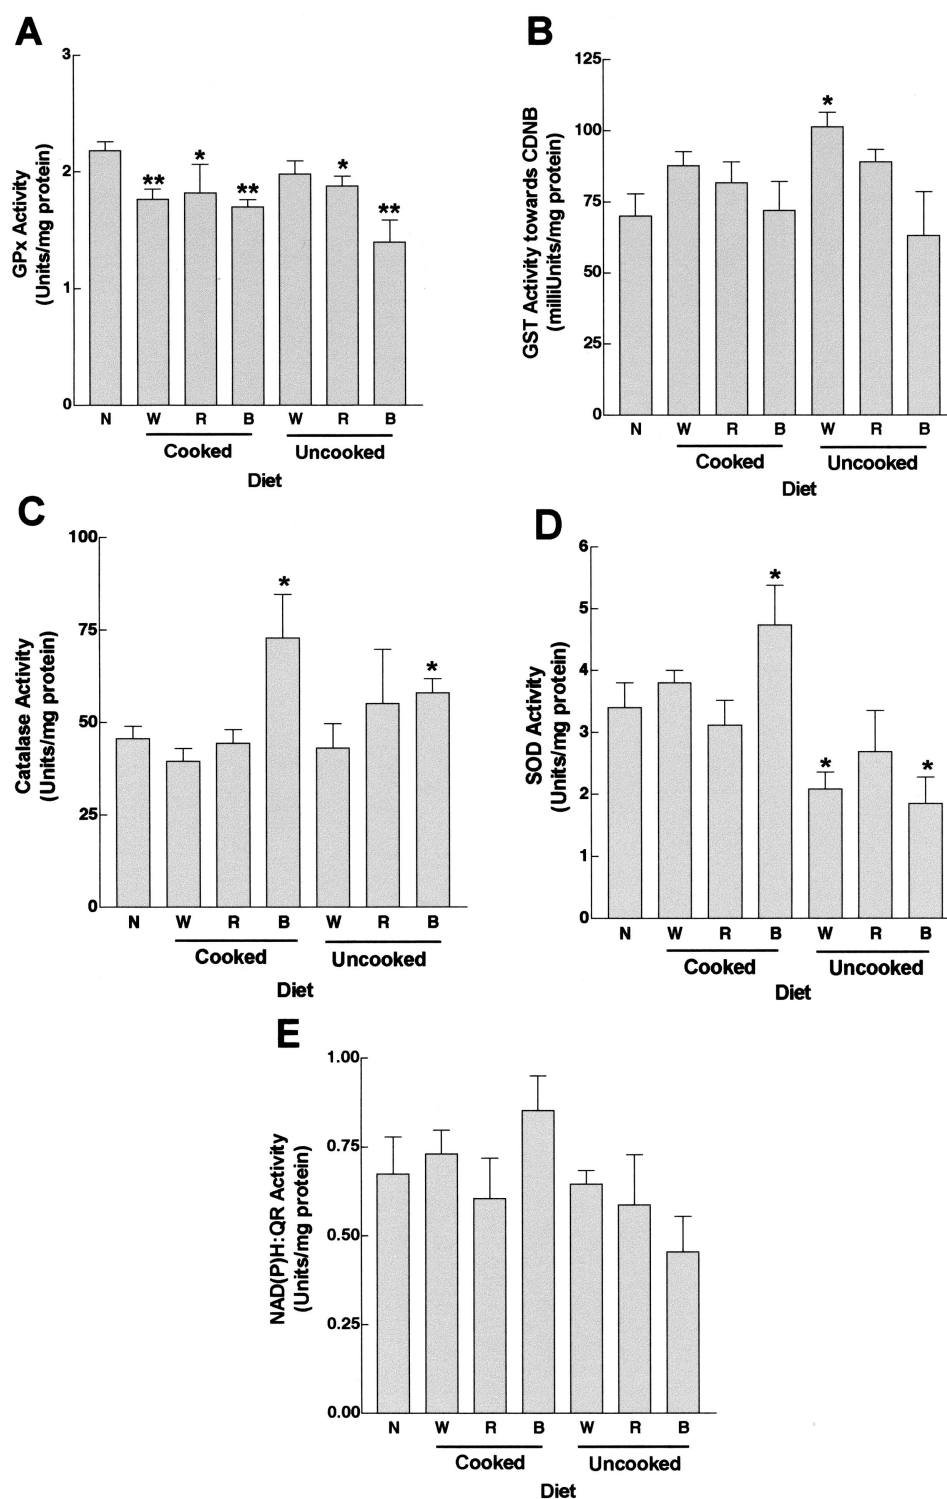 A
GPx Activity
(Units/mg protein)
3
2
1
0
** * ** * **
N W R B W R B
Cooked Uncooked
Diet
B
GST Activity towards CDNB
(milliUnits/mg protein)
125
100
75
50
25
0
*
N W R B W R B
Cooked Uncooked
Diet
C
Catalase Activity
(Units/mg protein)
100
75
50
25
0
* *
N W R B W R B
Cooked Uncooked
Diet
D
SOD Activity
(Units/mg protein)
6
5
4
3
2
1
0
* * *
N W R B W R B
Cooked Uncooked
Diet
E
NAD(P)H:QR Activity
(Units/mg protein)
1.00
0.75
0.50
0.25
0.00
N W R B W R B
Cooked Uncooked
Diet